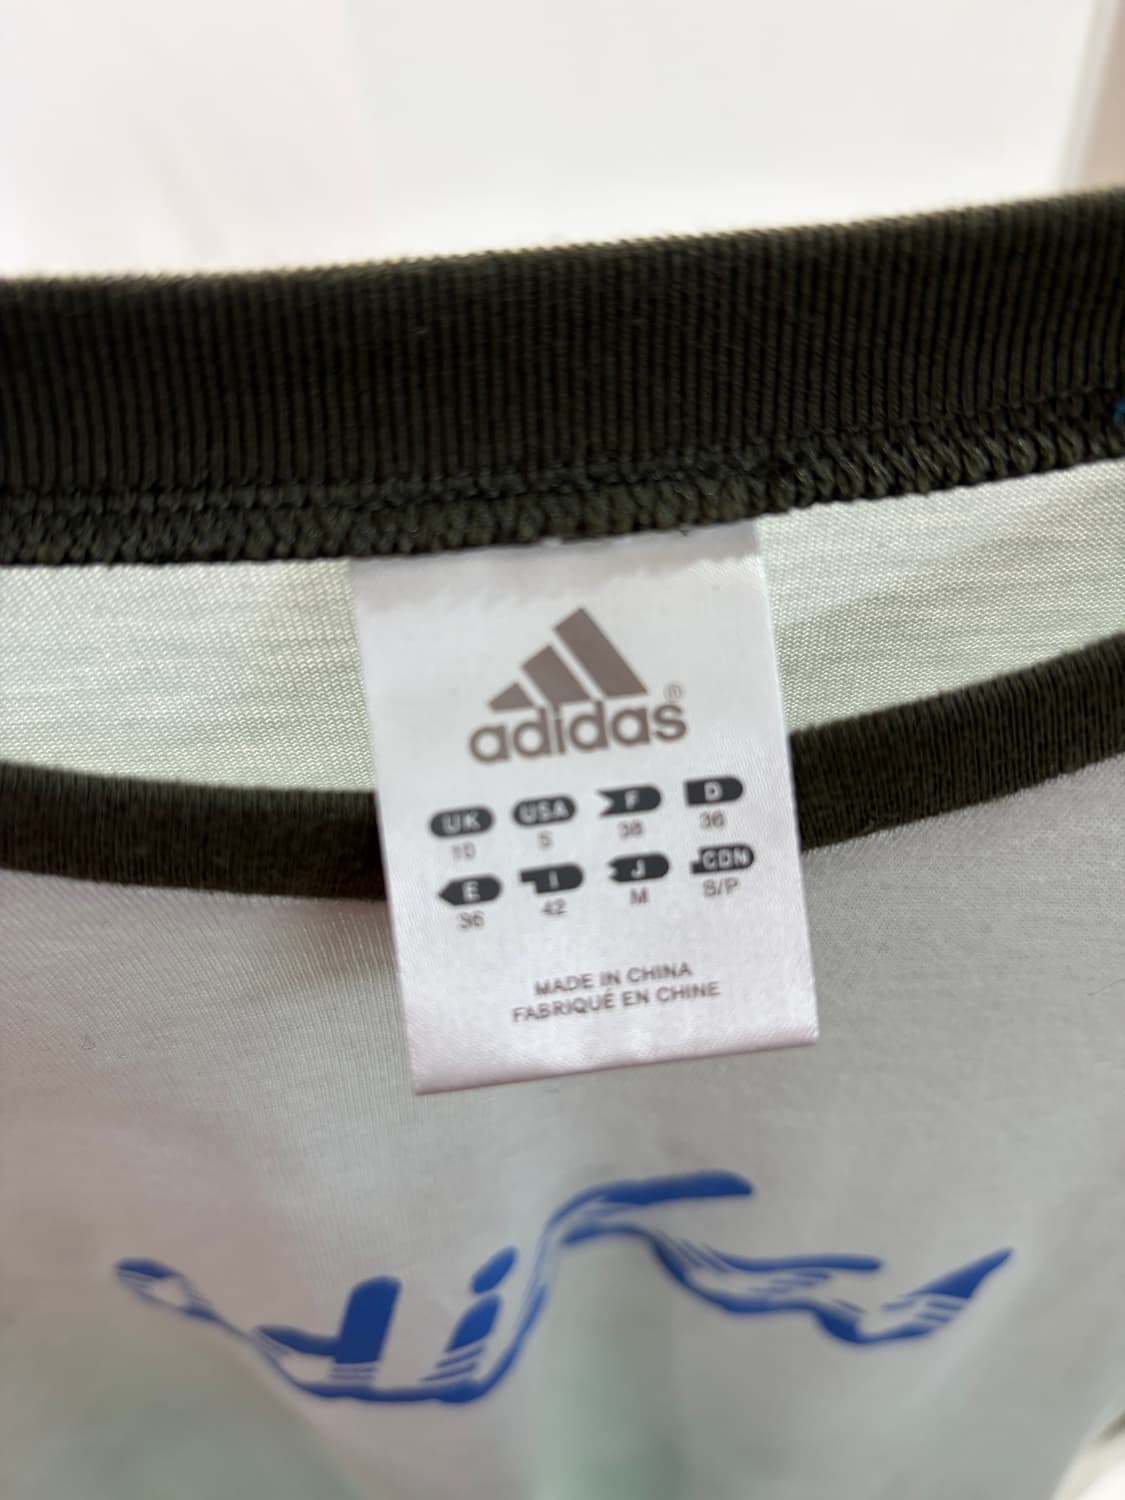 adidas®
UK USA F D
10 S 38 36
E I J CDN
36 42 M S/P
MADE IN CHINA
FABRIQUÉ EN CHINE